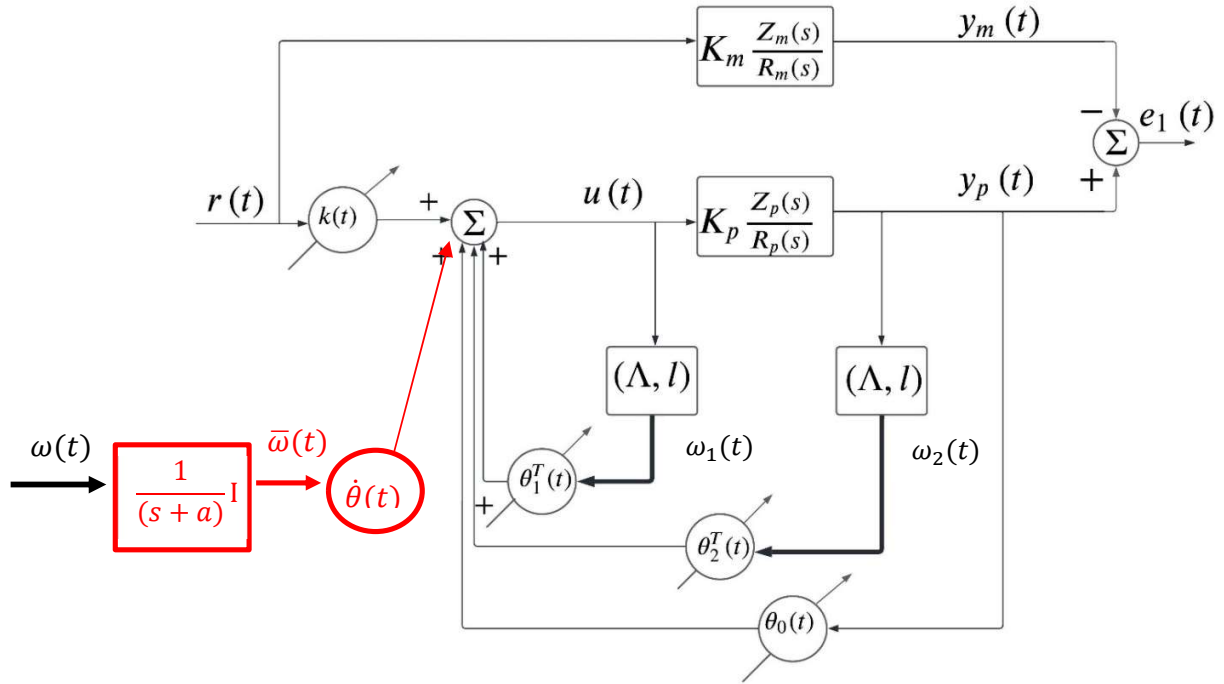 K_m Z_m(s)
R_m(s)
y_m (t)
−
e_1 (t)
Σ
+
r(t)
k(t)
+
Σ
u(t)
K_p Z_p(s)
R_p(s)
y_p (t)
+
+
(Λ, l)
(Λ, l)
ω(t)
1
(s + a) I
ω̅(t)
θ̇(t)
ω_1(t)
ω_2(t)
θ_1^T(t)
+
θ_2^T(t)
θ_0(t)